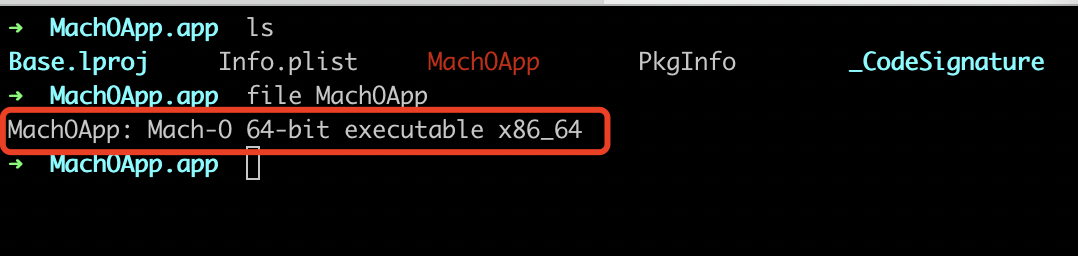 ➜ MachOApp.app ls
Base.lproj Info.plist MachOApp PkgInfo _CodeSignature
➜ MachOApp.app file MachOApp
MachOApp: Mach-O 64-bit executable x86_64
➜ MachOApp.app